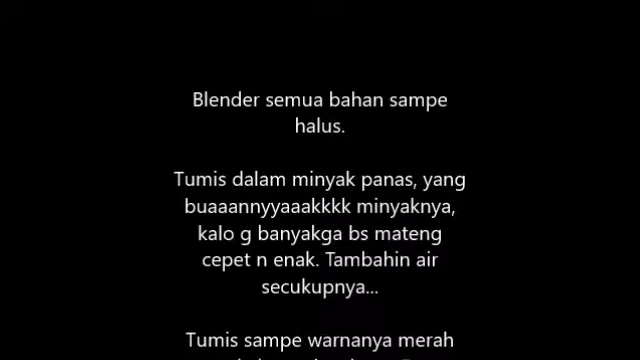 Blender semua bahan sampe
halus.
Tumis dalam minyak panas, yang
buaaannyyaaakkkk minyaknya,
kalo g banyakga bs mateng
cepet n enak. Tambahin air
secukupnya...
Tumis sampe warnanya merah